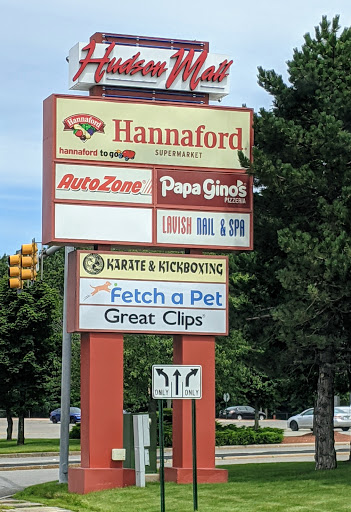 Hudson Mall
Hannaford
Hannaford
SUPERMARKET
hannaford to go
AutoZone
Papa Gino's
PIZZERIA
LAVISH NAIL & SPA
KARATE & KICKBOXING
Fetch a Pet
Great Clips
ONLY ONLY